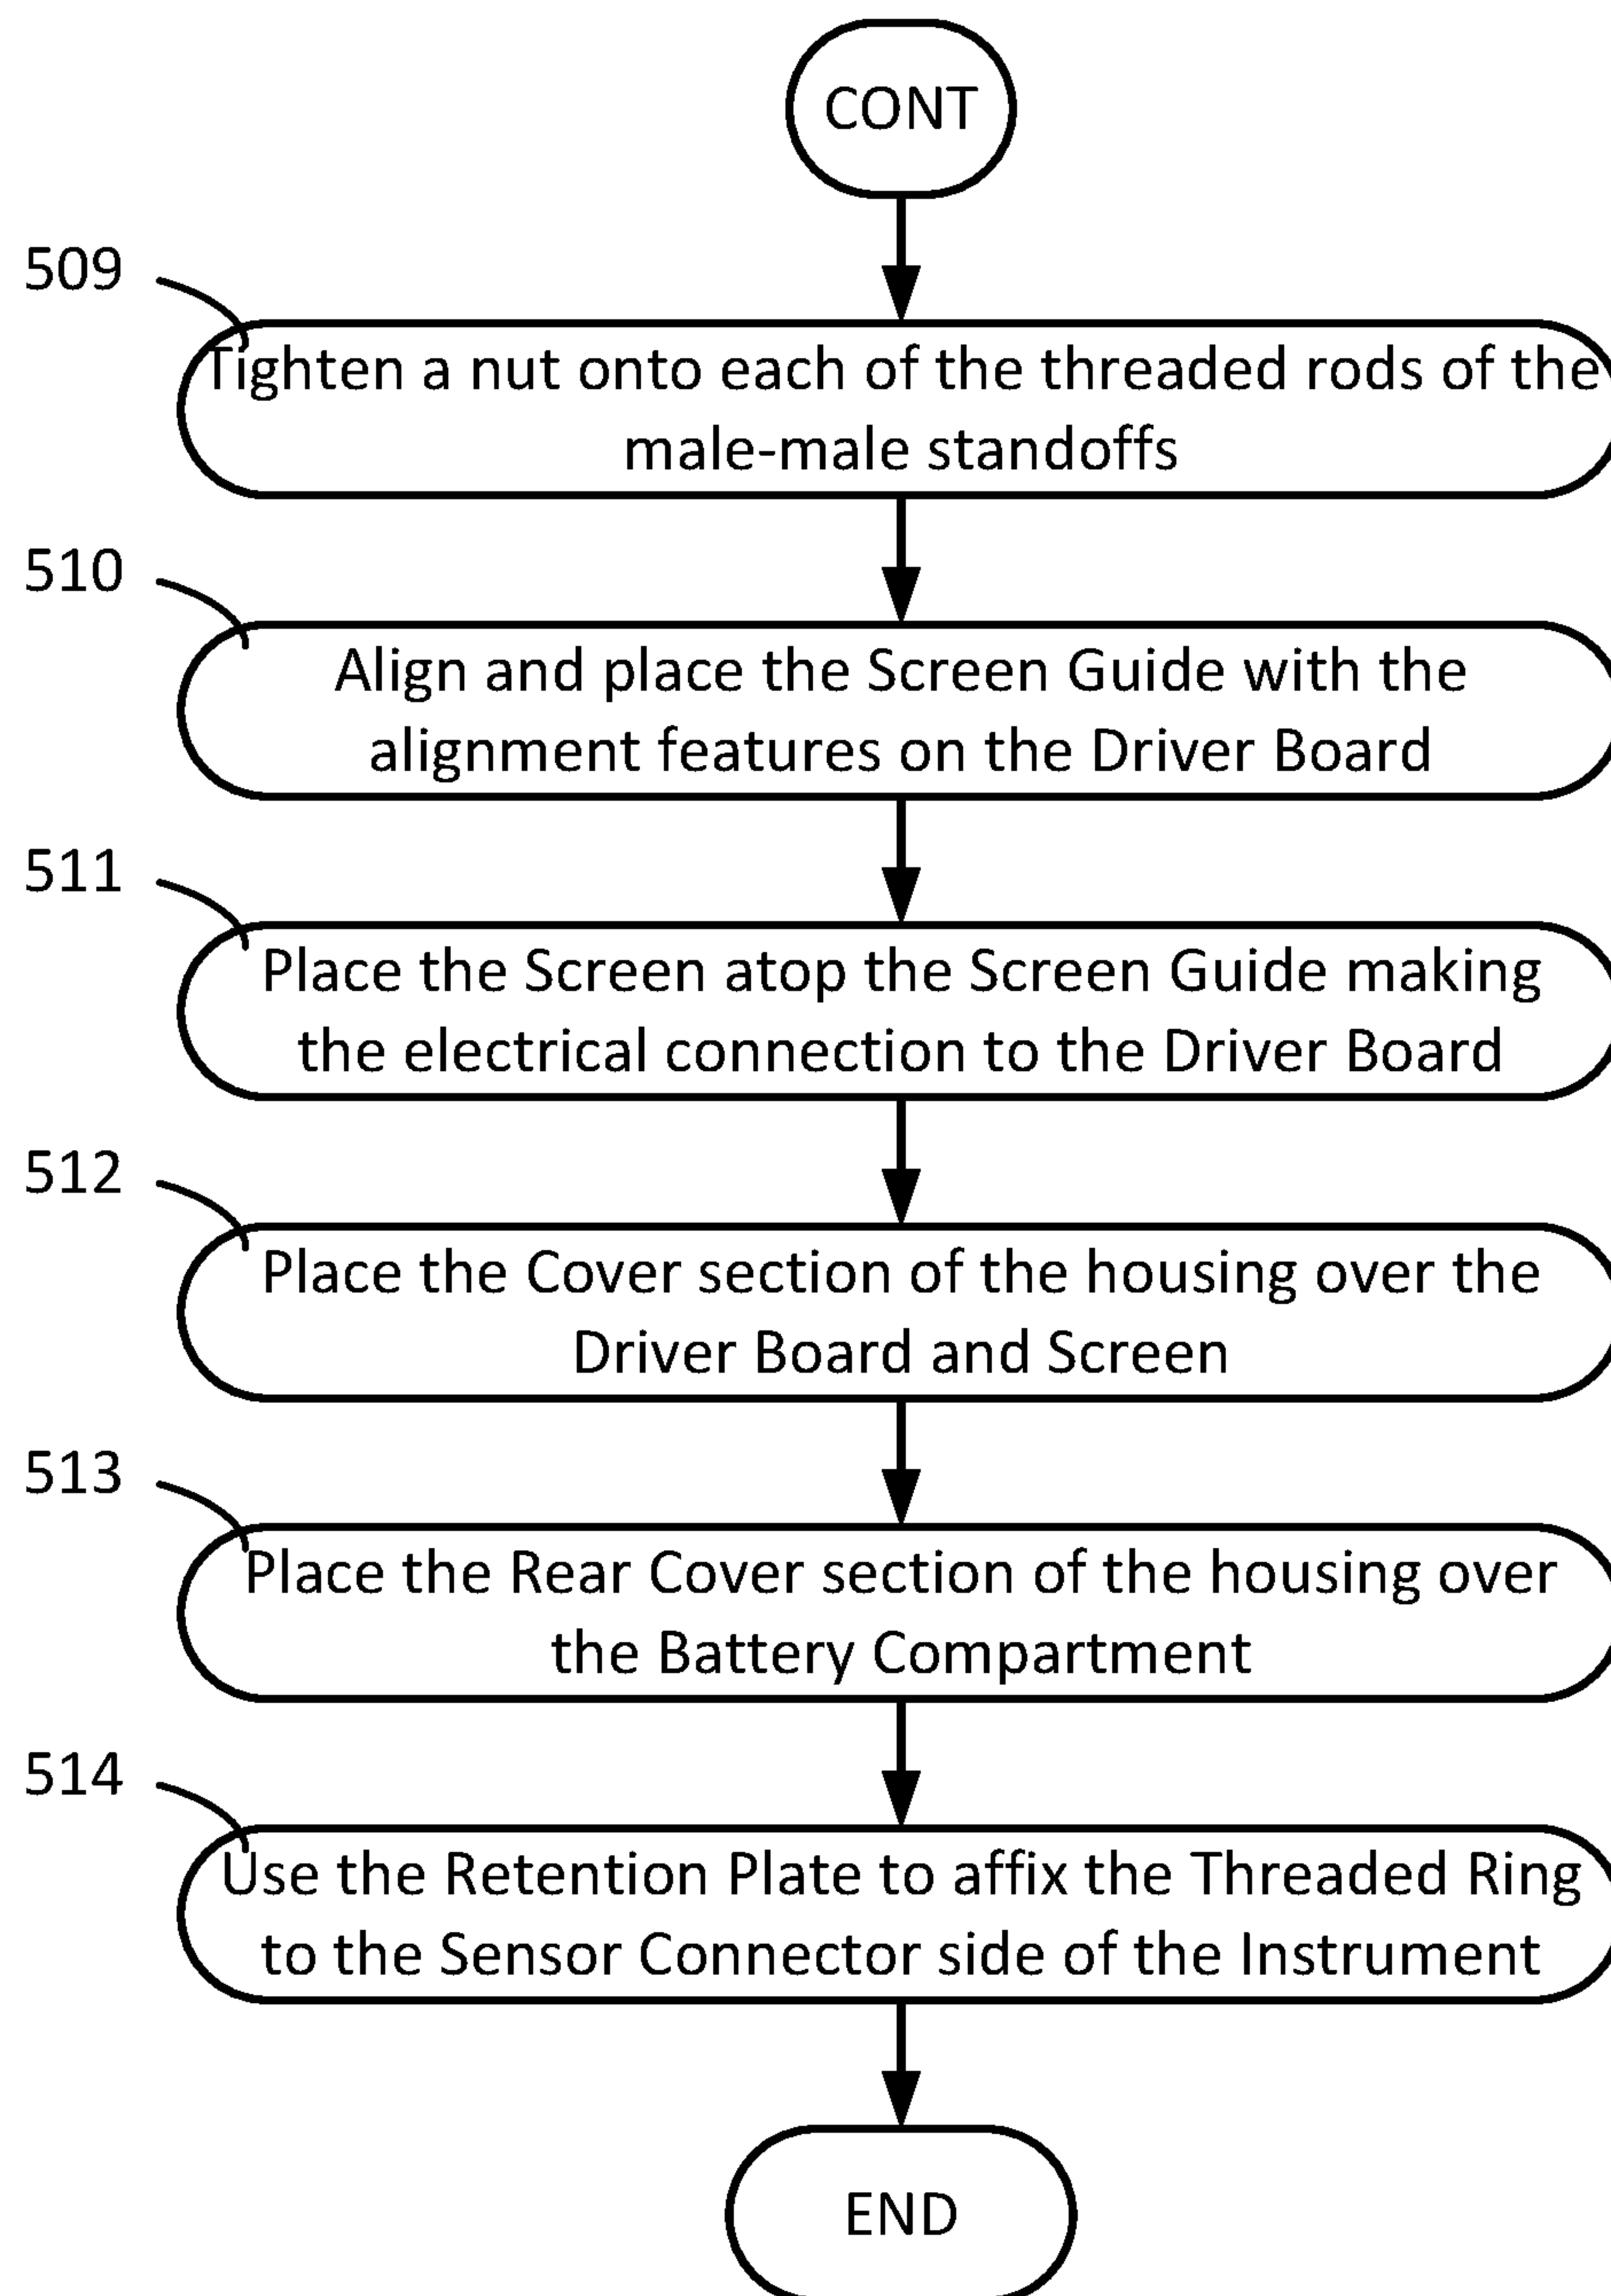 CONT
509
Tighten a nut onto each of the threaded rods of the
male-male standoffs
510
Align and place the Screen Guide with the
alignment features on the Driver Board
511
Place the Screen atop the Screen Guide making
the electrical connection to the Driver Board
512
Place the Cover section of the housing over the
Driver Board and Screen
513
Place the Rear Cover section of the housing over
the Battery Compartment
514
Use the Retention Plate to affix the Threaded Ring
to the Sensor Connector side of the Instrument
END